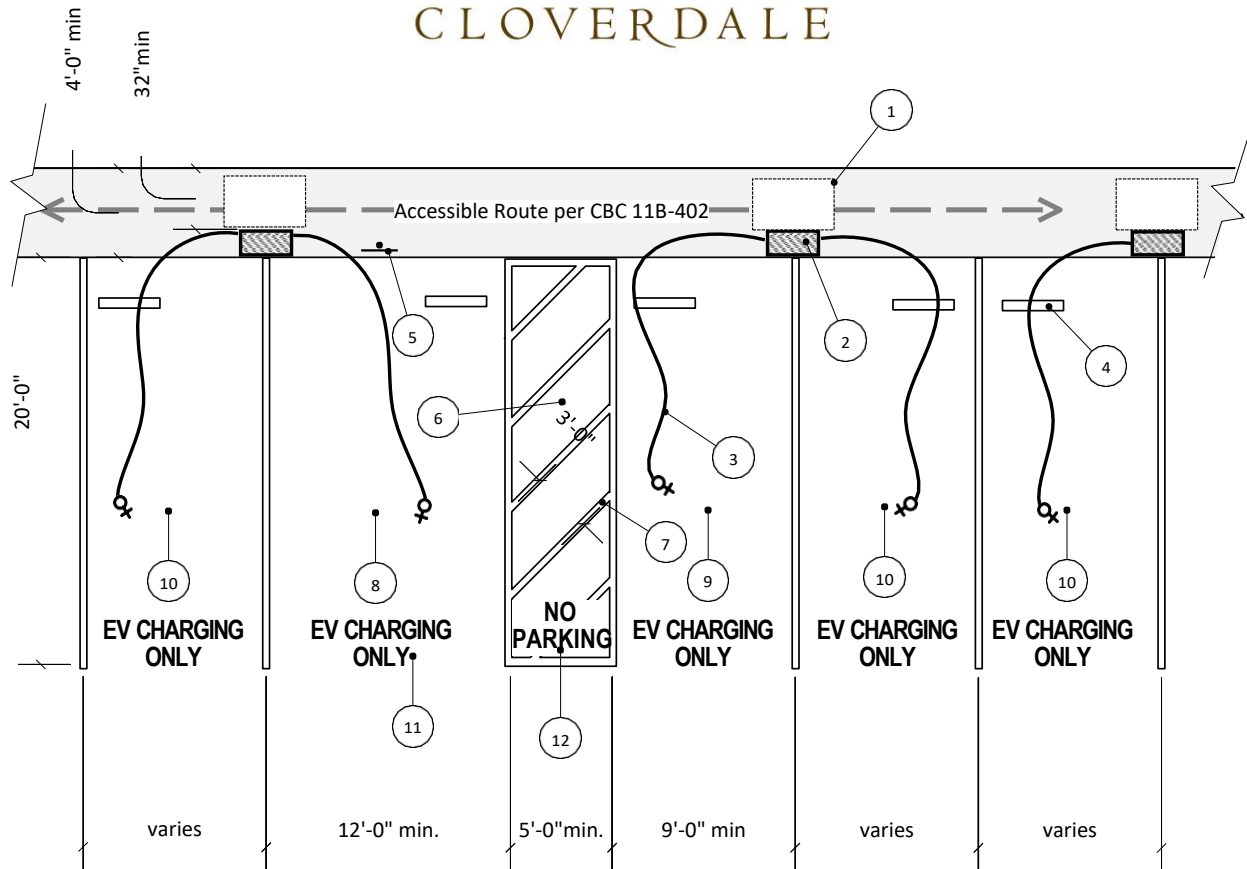 CLOVERDALE
4'-0" min
32"min
1
Accessible Route per CBC 11B-402
5
2
4
20'-0"
6
3'-0"
3
7
10
8
9
10
10
EV CHARGING
ONLY
EV CHARGING
ONLY
NO
PARKING
EV CHARGING
ONLY
EV CHARGING
ONLY
EV CHARGING
ONLY
11
12
varies
12'-0" min.
5'-0"min.
9'-0" min
varies
varies